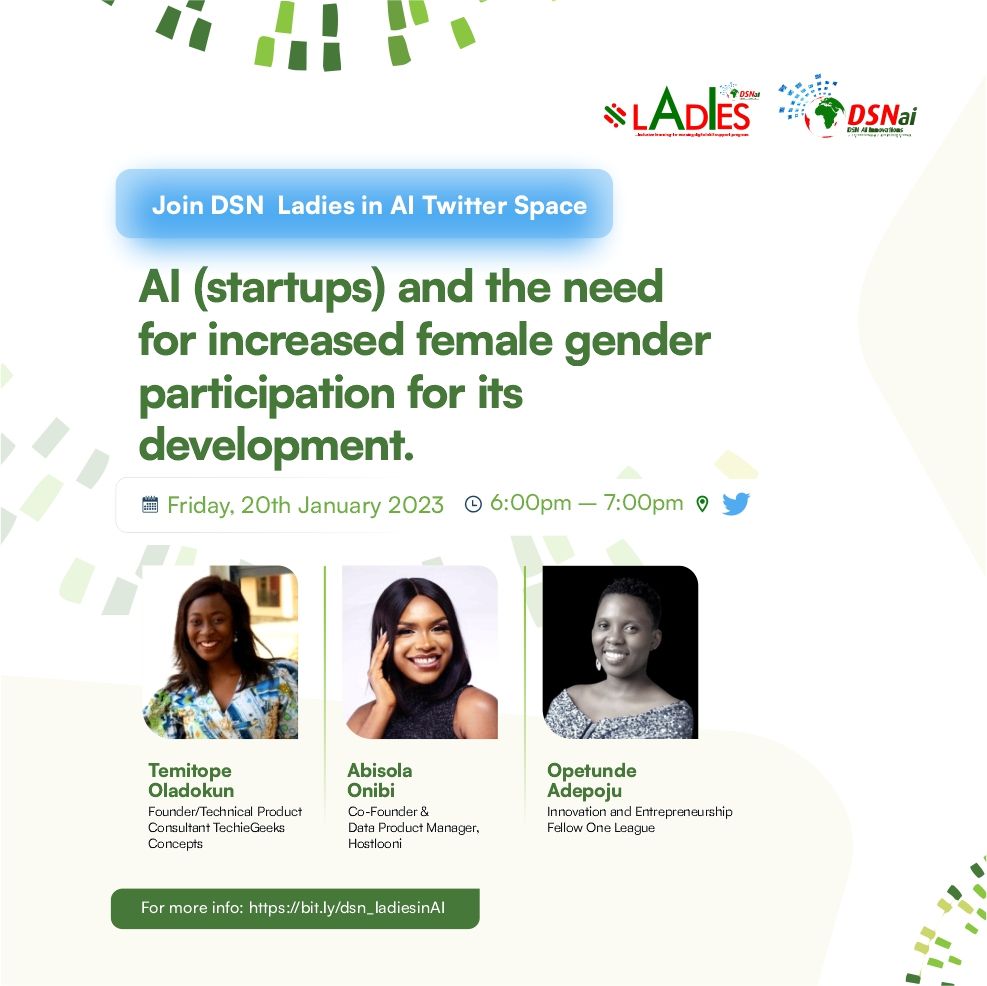 LADIES
DSNai
DSNai
DSN AI Innovations
Join DSN Ladies in AI Twitter Space
AI (startups) and the need
for increased female gender
participation for its
development.
Friday, 20th January 2023 6:00pm — 7:00pm
Temitope
Oladokun
Founder/Technical Product
Consultant TechieGeeks
Concepts
Abisola
Onibi
Co-Founder &
Data Product Manager,
Hostlooni
Opetunde
Adepoju
Innovation and Entrepreneurship
Fellow One League
For more info: https://bit.ly/dsn_ladiesinAI